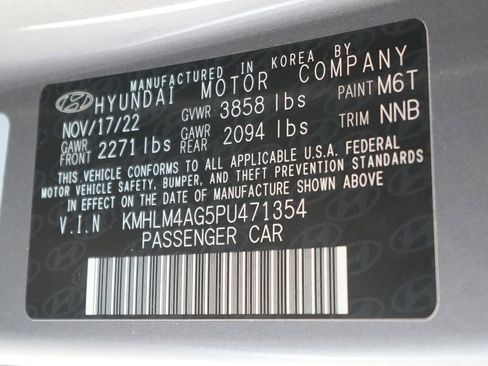 MANUFACTURED IN KOREA BY
HYUNDAI MOTOR COMPANY
NOV/17/22 GVWR 3858 lbs PAINT M6T
GAWR FRONT 2271 lbs GAWR REAR 2094 lbs TRIM NNB
THIS VEHICLE CONFORMS TO ALL APPLICABLE U.S.A. FEDERAL
MOTOR VEHICLE SAFETY, BUMPER, AND THEFT PREVENTION STANDARDS
IN EFFECT ON THE DATE OF MANUFACTURE SHOWN ABOVE.
V.I.N KMHLM4AG5PU471354
PASSENGER CAR